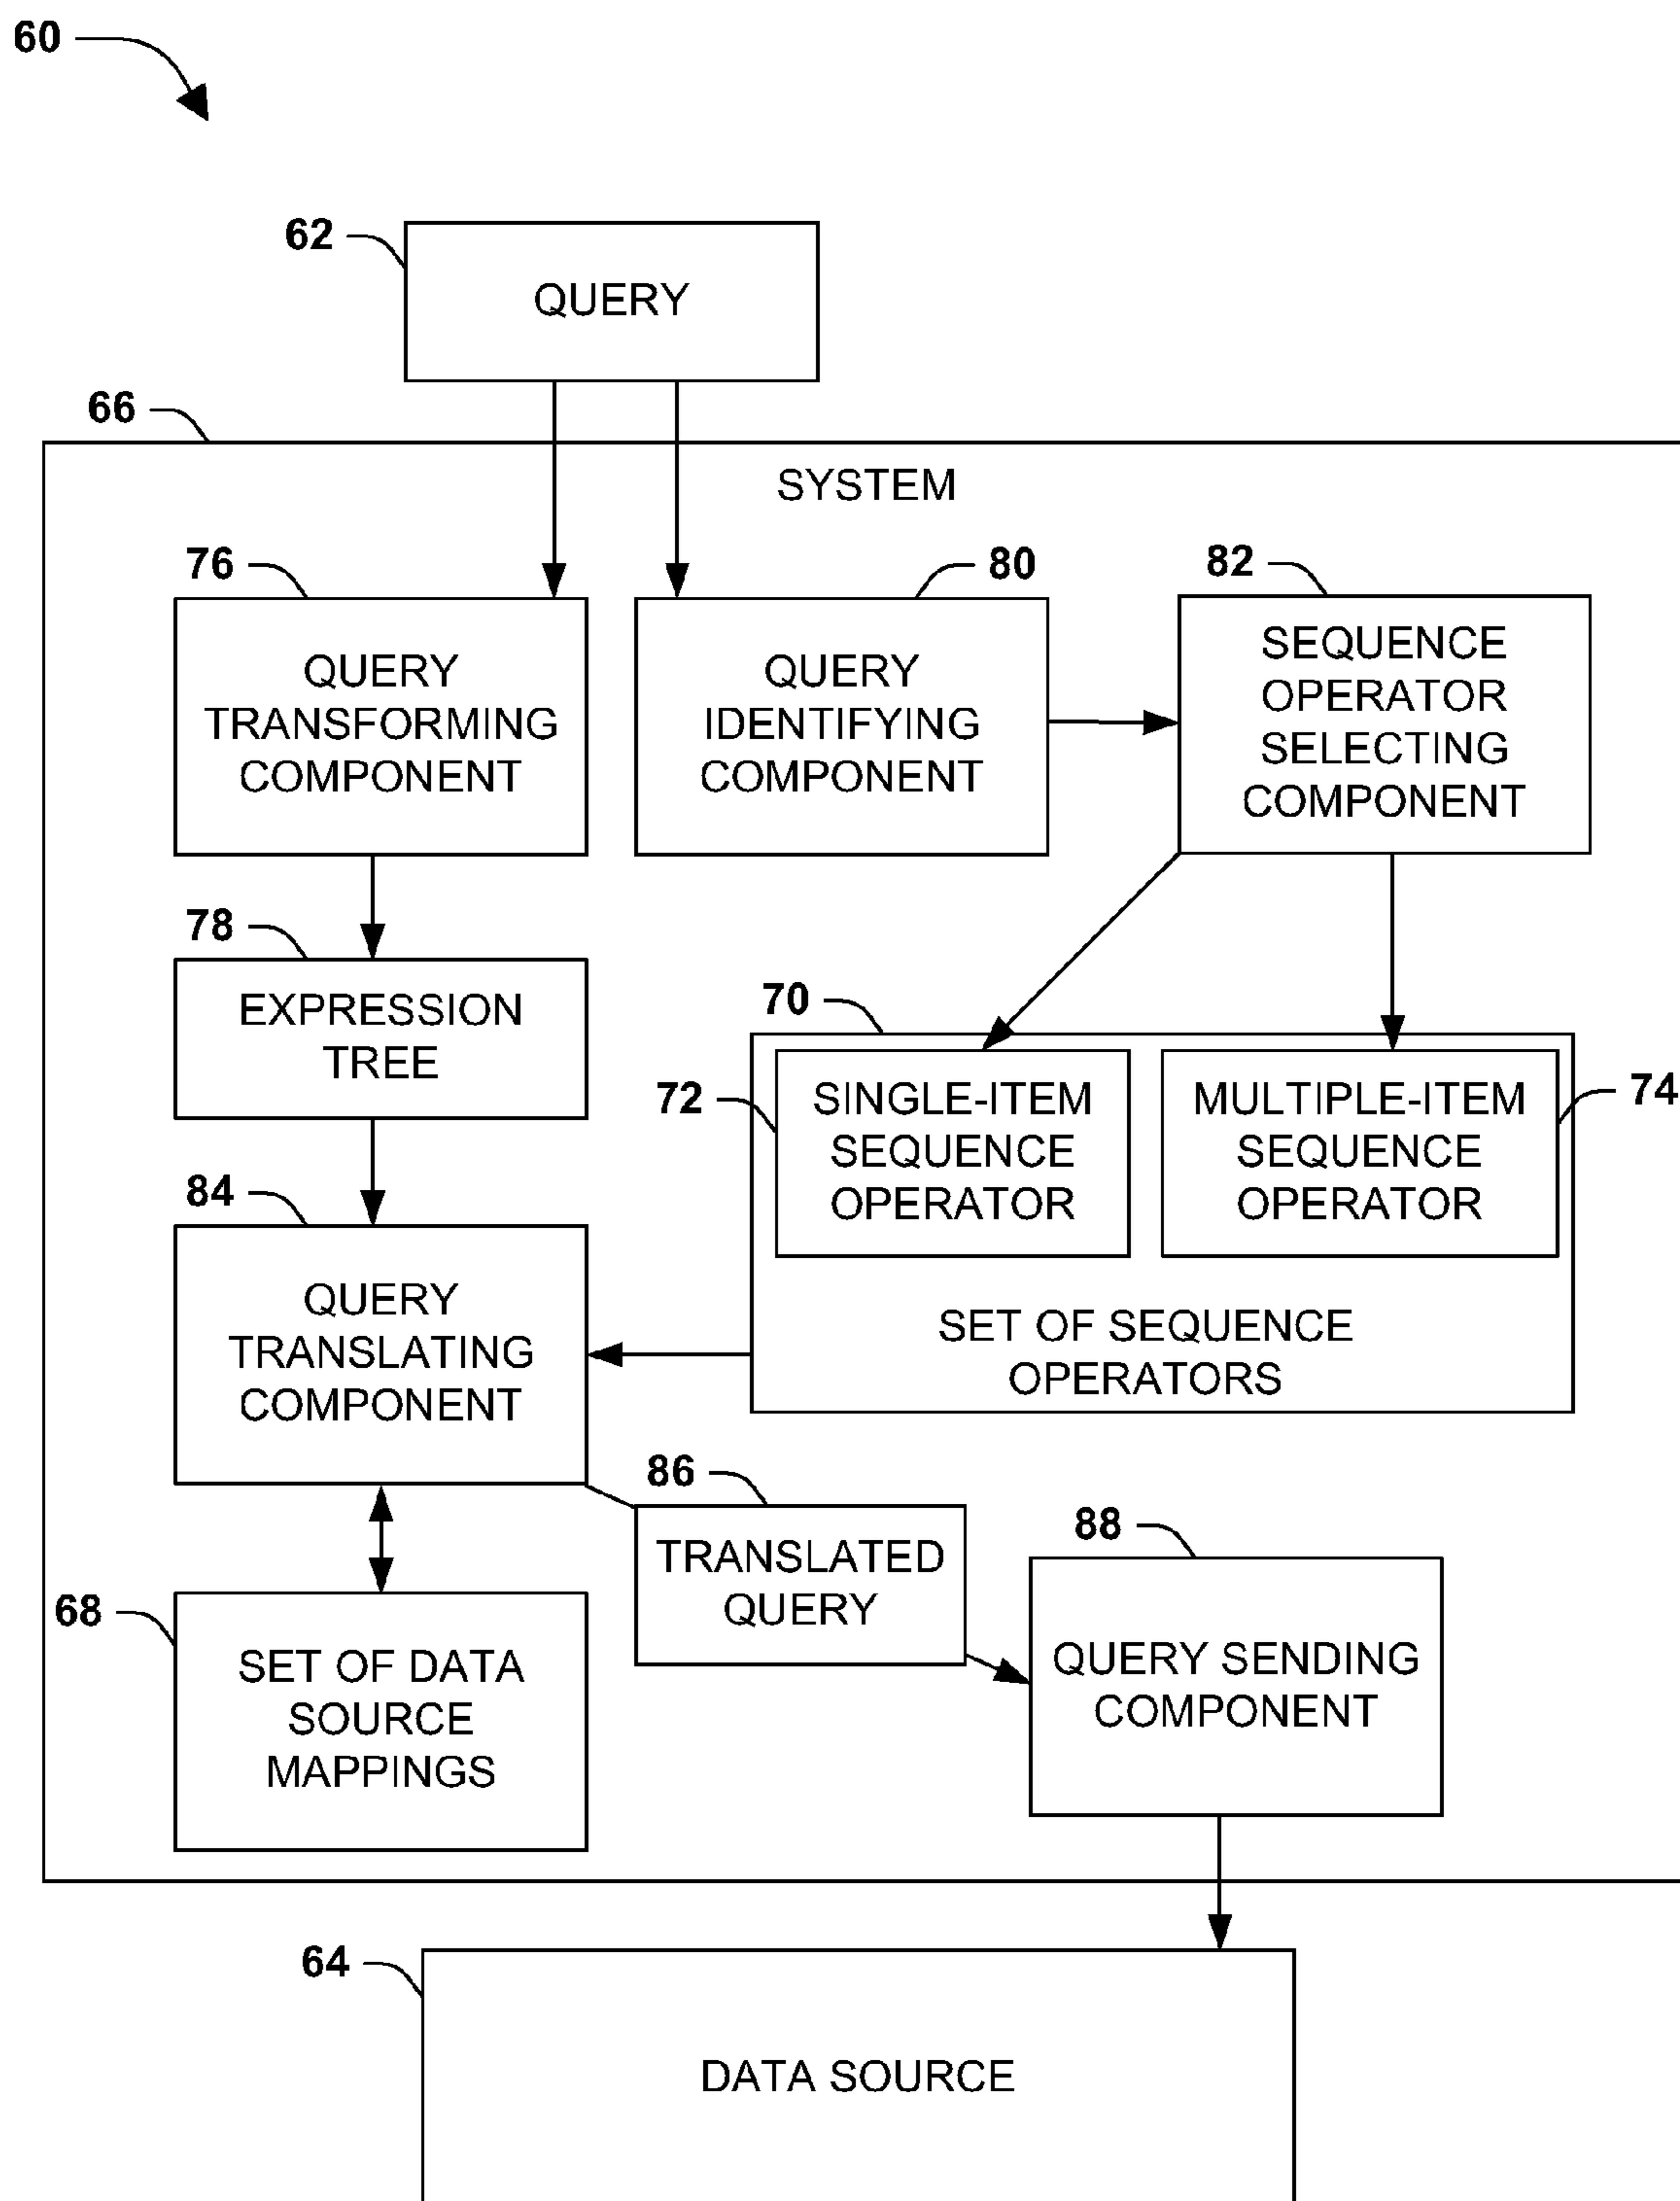 60
62
QUERY
66
SYSTEM
76
80
82
QUERY
TRANSFORMING
COMPONENT
QUERY
IDENTIFYING
COMPONENT
SEQUENCE
OPERATOR
SELECTING
COMPONENT
78
EXPRESSION
TREE
70
72
SINGLE-ITEM
SEQUENCE
OPERATOR
MULTIPLE-ITEM
SEQUENCE
OPERATOR
74
SET OF SEQUENCE
OPERATORS
84
QUERY
TRANSLATING
COMPONENT
86
TRANSLATED
QUERY
88
QUERY SENDING
COMPONENT
68
SET OF DATA
SOURCE
MAPPINGS
64
DATA SOURCE